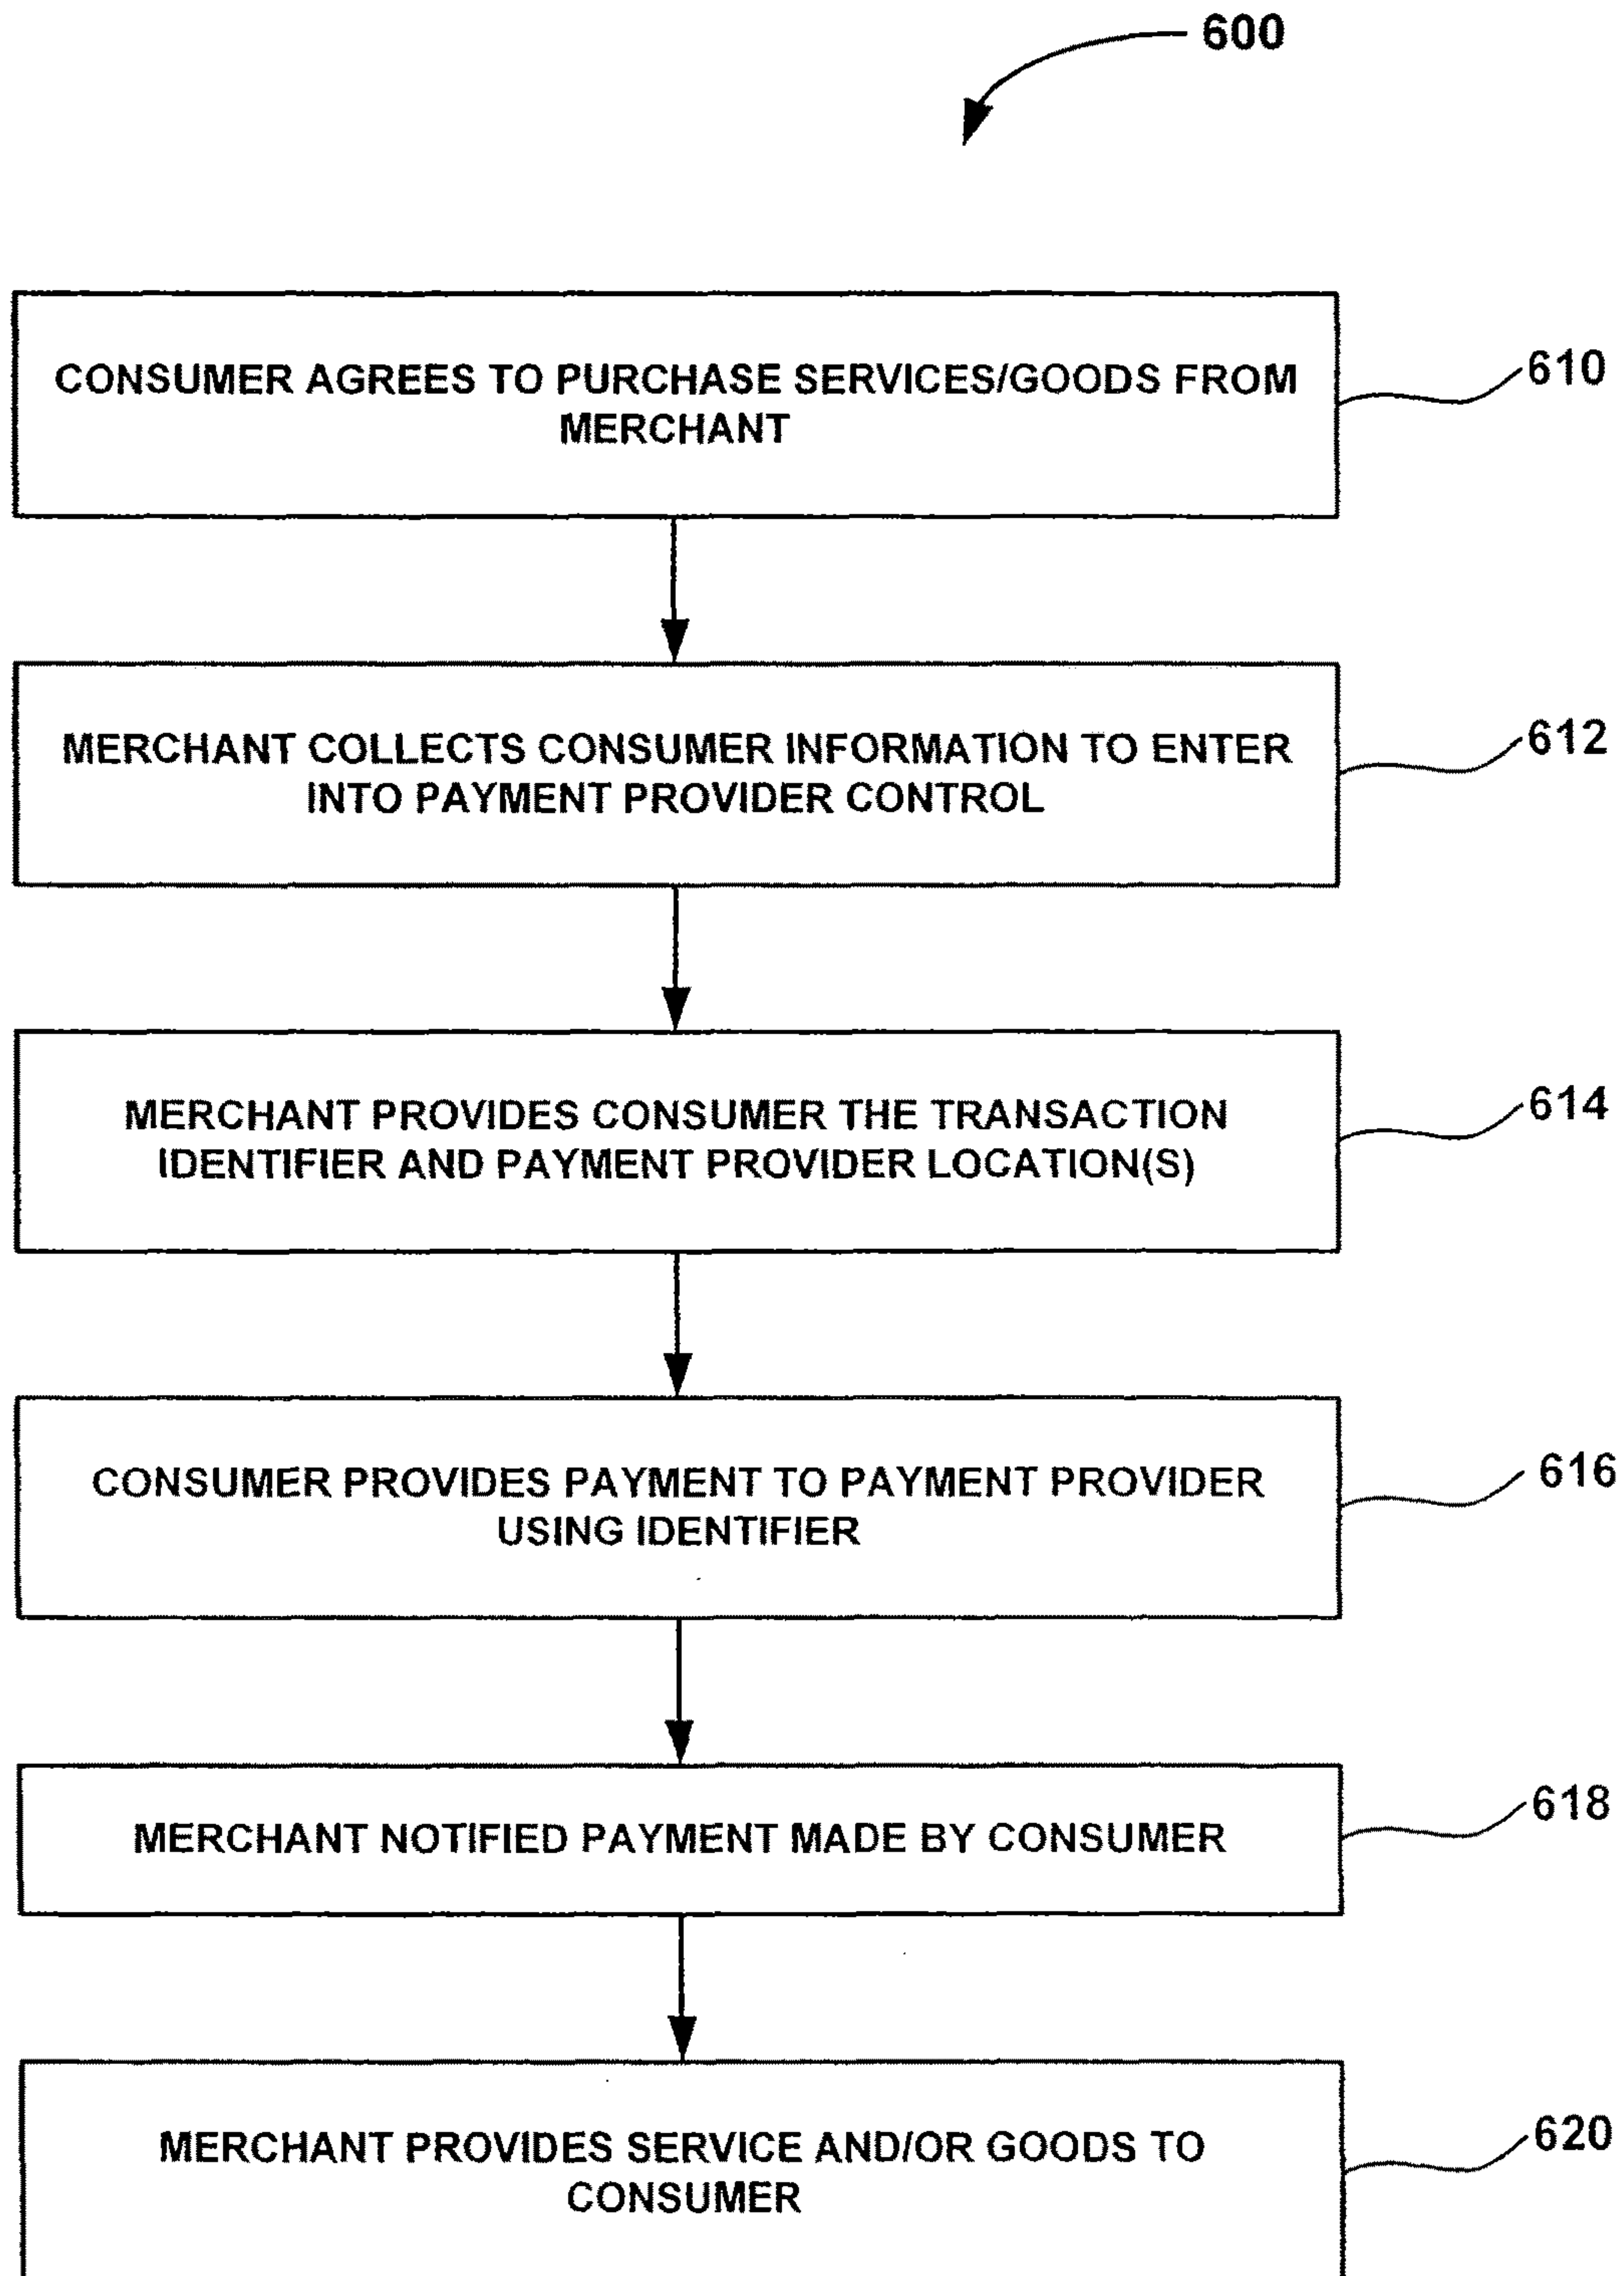 600
CONSUMER AGREES TO PURCHASE SERVICES/GOODS FROM
MERCHANT
610
MERCHANT COLLECTS CONSUMER INFORMATION TO ENTER
INTO PAYMENT PROVIDER CONTROL
612
MERCHANT PROVIDES CONSUMER THE TRANSACTION
IDENTIFIER AND PAYMENT PROVIDER LOCATION(S)
614
CONSUMER PROVIDES PAYMENT TO PAYMENT PROVIDER
USING IDENTIFIER
616
MERCHANT NOTIFIED PAYMENT MADE BY CONSUMER
618
MERCHANT PROVIDES SERVICE AND/OR GOODS TO
CONSUMER
620